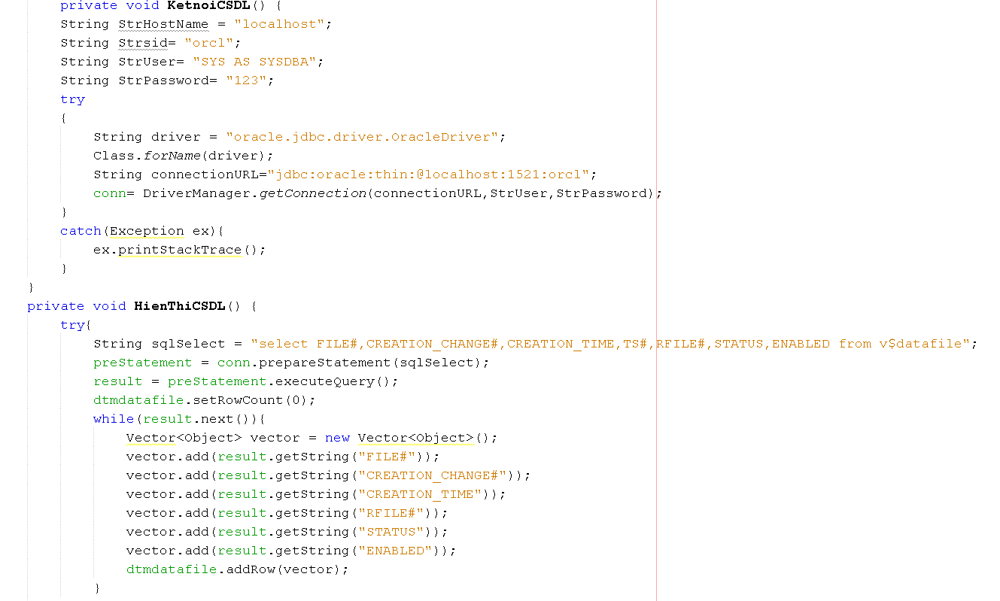 private void KetnoiCSDL() {
String StrHostName = "localhost";
String Strsid= "orcl";
String StrUser= "SYS AS SYSDBA";
String StrPassword= "123";
try
{
String driver = "oracle.jdbc.driver.OracleDriver";
Class.forName(driver);
String connectionURL="jdbc:oracle:thin:@localhost:1521:orcl";
conn= DriverManager.getConnection(connectionURL,StrUser,StrPassword);
}
catch(Exception ex){
ex.printStackTrace();
}
}
private void HienThiCSDL() {
try{
String sqlSelect = "select FILE#,CREATION_CHANGE#,CREATION_TIME,TS#,RFILE#,STATUS,ENABLED from v$datafile";
preStatement = conn.prepareStatement(sqlSelect);
result = preStatement.executeQuery();
dtmdatafile.setRowCount(0);
while(result.next()){
Vector<Object> vector = new Vector<Object>();
vector.add(result.getString("FILE#"));
vector.add(result.getString("CREATION_CHANGE#"));
vector.add(result.getString("CREATION_TIME"));
vector.add(result.getString("RFILE#"));
vector.add(result.getString("STATUS"));
vector.add(result.getString("ENABLED"));
dtmdatafile.addRow(vector);
}